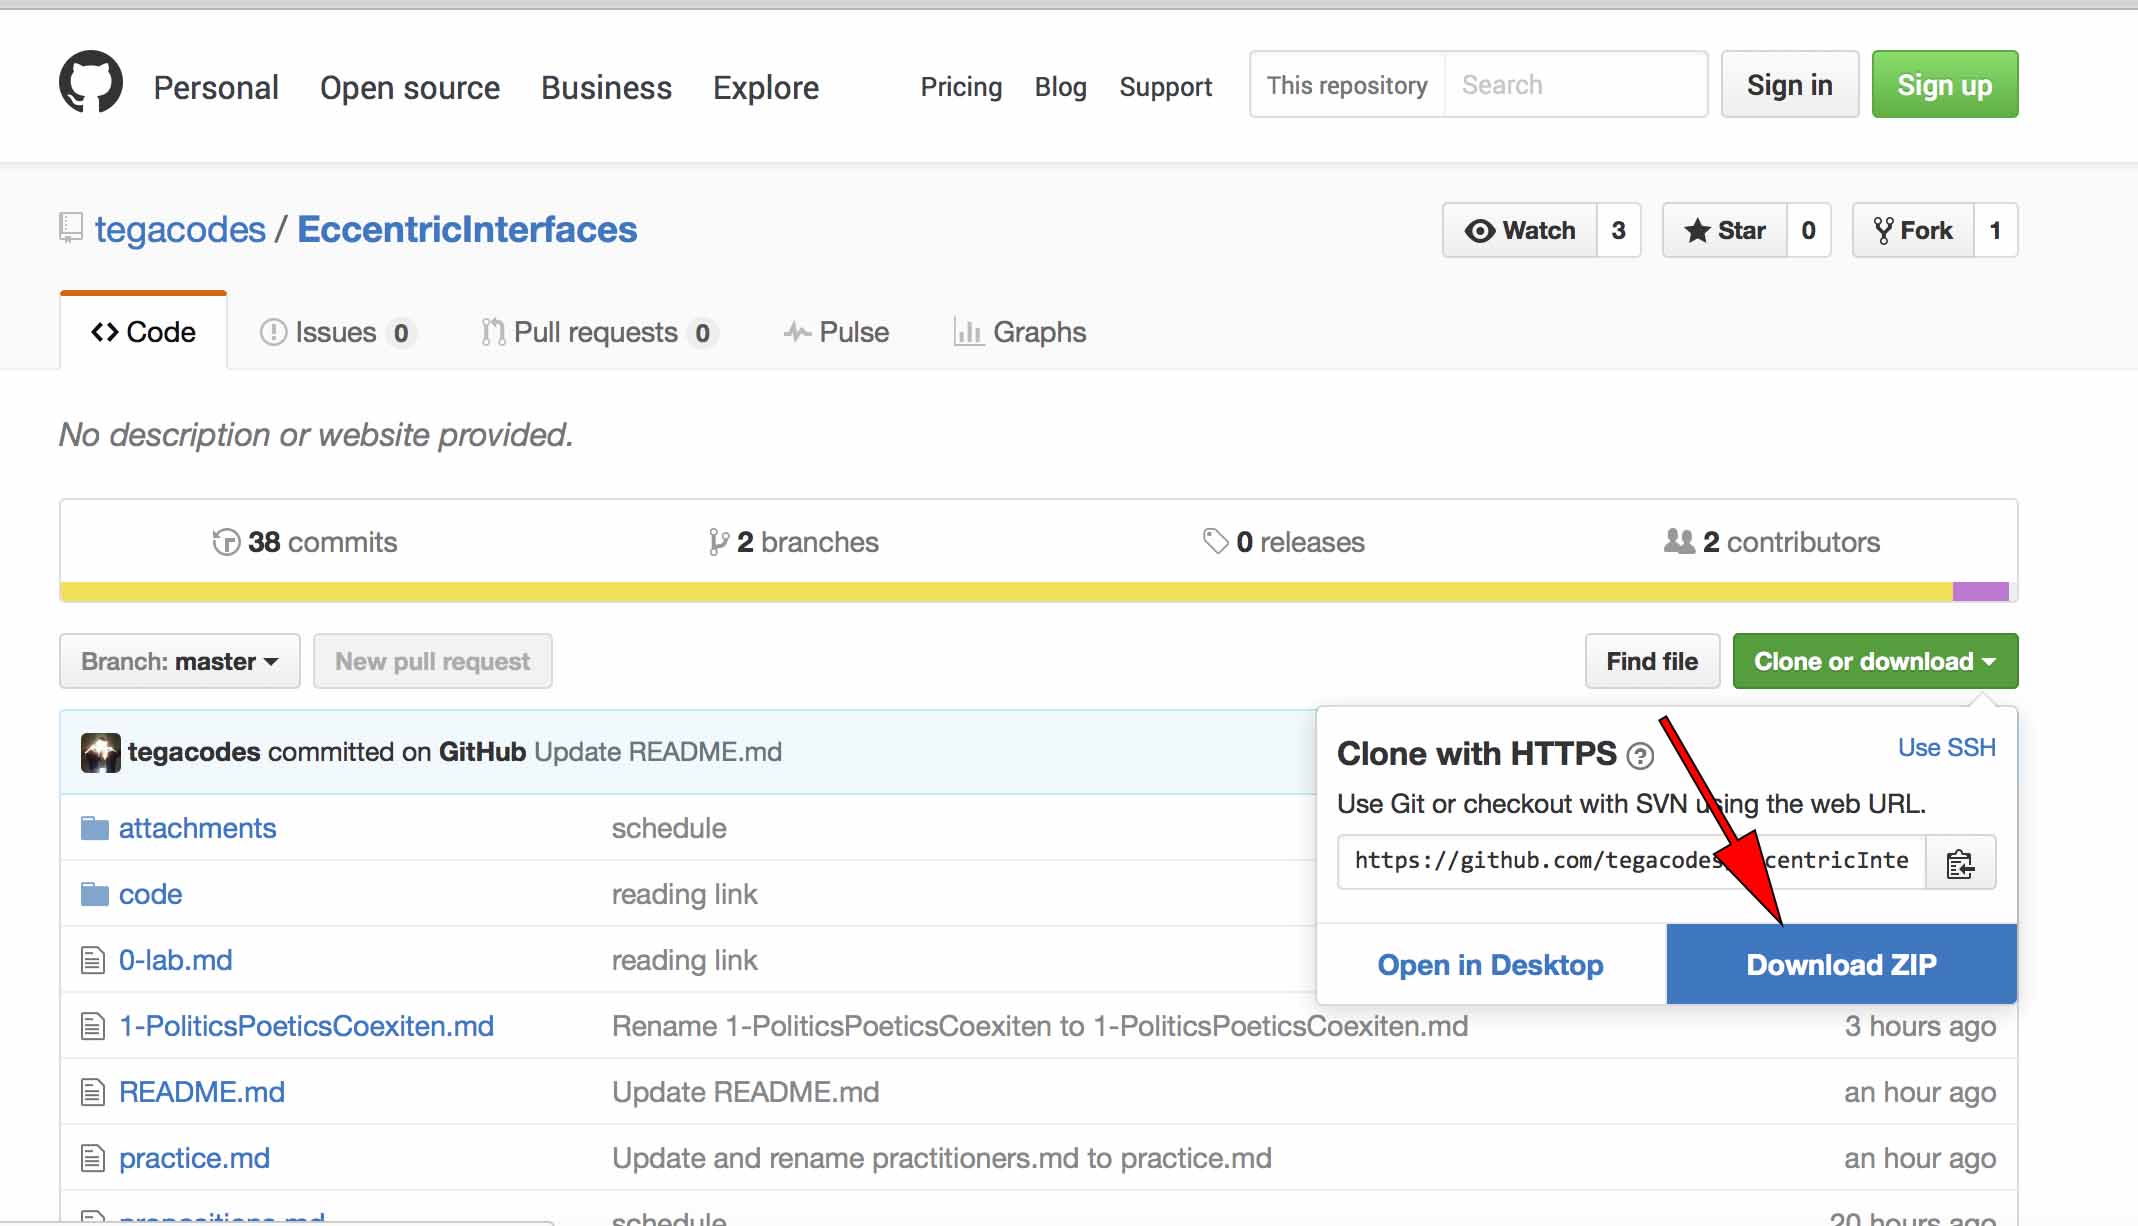 Personal Open source Business Explore Pricing Blog Support This repository Search Sign in Sign up
tegacodes / EccentricInterfaces Watch 3 Star 0 Fork 1
Code Issues 0 Pull requests 0 Pulse Graphs
No description or website provided.
38 commits 2 branches 0 releases 2 contributors
Branch: master New pull request Find file Clone or download
tegacodes committed on GitHub Update README.md
Clone with HTTPS ? Use SSH
Use Git or checkout with SVN using the web URL.
https://github.com/tegacodes centricInte
Open in Desktop Download ZIP
attachments schedule
code reading link
0-lab.md reading link
1-PoliticsPoeticsCoexiten.md Rename 1-PoliticsPoeticsCoexiten to 1-PoliticsPoeticsCoexiten.md 3 hours ago
README.md Update README.md an hour ago
practice.md Update and rename practitioners.md to practice.md an hour ago
propositions.md schedule 20 hours ago